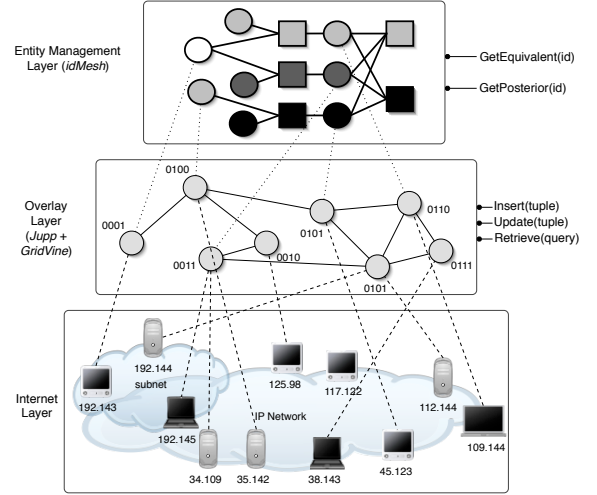 Entity Management
Layer (idMesh)
GetEquivalent(id)
GetPosterior(id)
Overlay
Layer
(Jupp +
GridVine)
0100
0001
0011
0010
0101
0110
0111
0101
Insert(tuple)
Update(tuple)
Retrieve(query)
Internet
Layer
192.144
subnet
192.143
192.145
IP Network
125.98
117.122
112.144
109.144
34.109
35.142
38.143
45.123